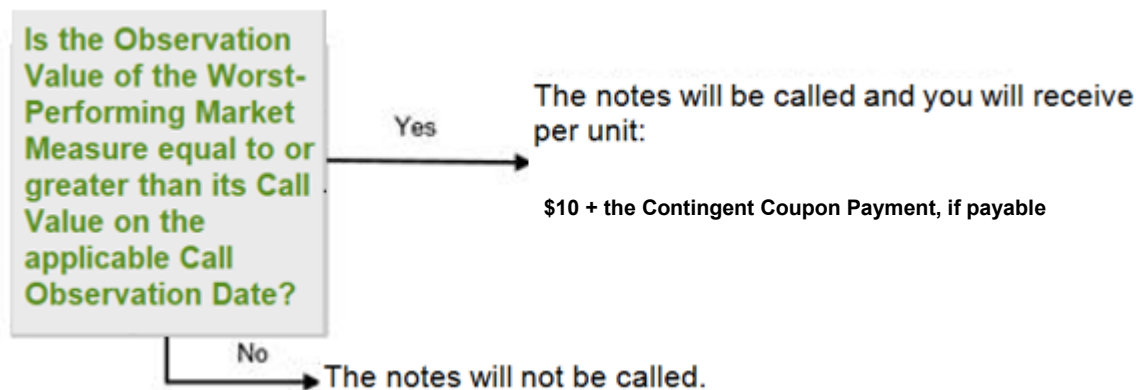 Is the Observation
Value of the Worst-
Performing Market
Measure equal to or
greater than its Call
Value on the
applicable Call
Observation Date?
Yes
The notes will be called and you will receive
per unit:
$10 + the Contingent Coupon Payment, if payable
No
The notes will not be called.